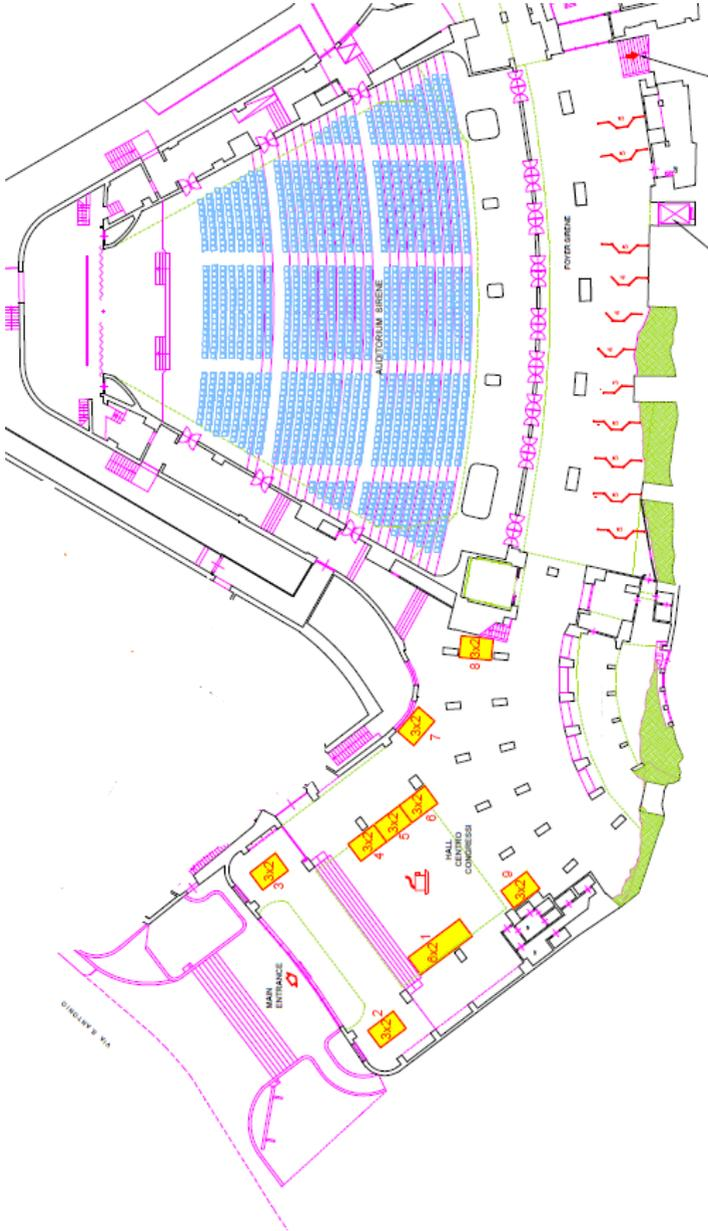 AUDITORIUM SIRENE
FOYER SIRENE
3x2
8
3x2
7
3x2
6
3x2
5
3x2
4
3x2
3
HALL
CENTRO
CONGRESSI
3x2
9
6x2
1
MAIN
ENTRANCE
3x2
2
VIA S.ANTONIO